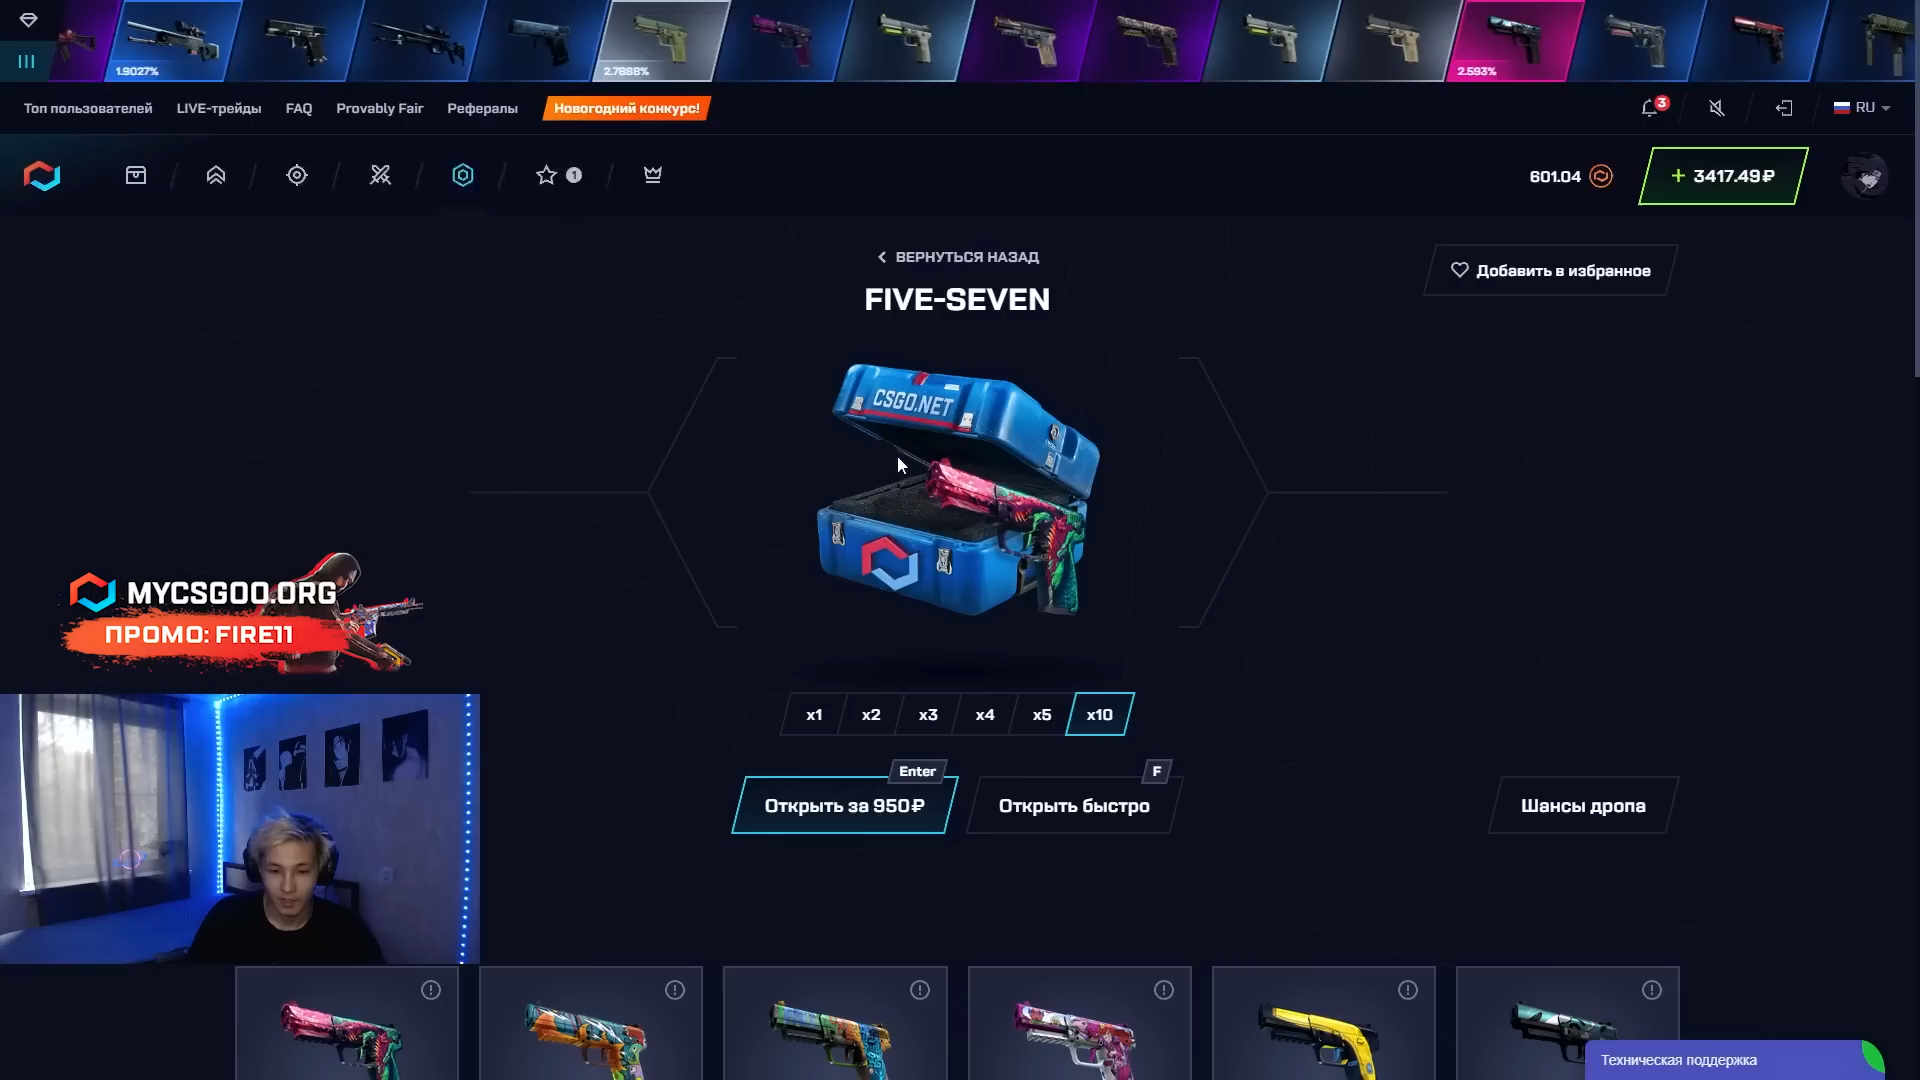 1.9027%
2.7888%
2.593%
Топ пользователей
LIVE-трейды
FAQ
Provably Fair
Рефералы
Новогодний конкурс!
3
RU
1
601.04
+ 3417.49₽
ВЕРНУТЬСЯ НАЗАД
FIVE-SEVEN
Добавить в избранное
CSGO.NET
MYCSGOO.ORG
ПРОМО: FIRE11
x1
x2
x3
x4
x5
x10
Enter
F
Открыть за 950₽
Открыть быстро
Шансы дропа
Техническая поддержка